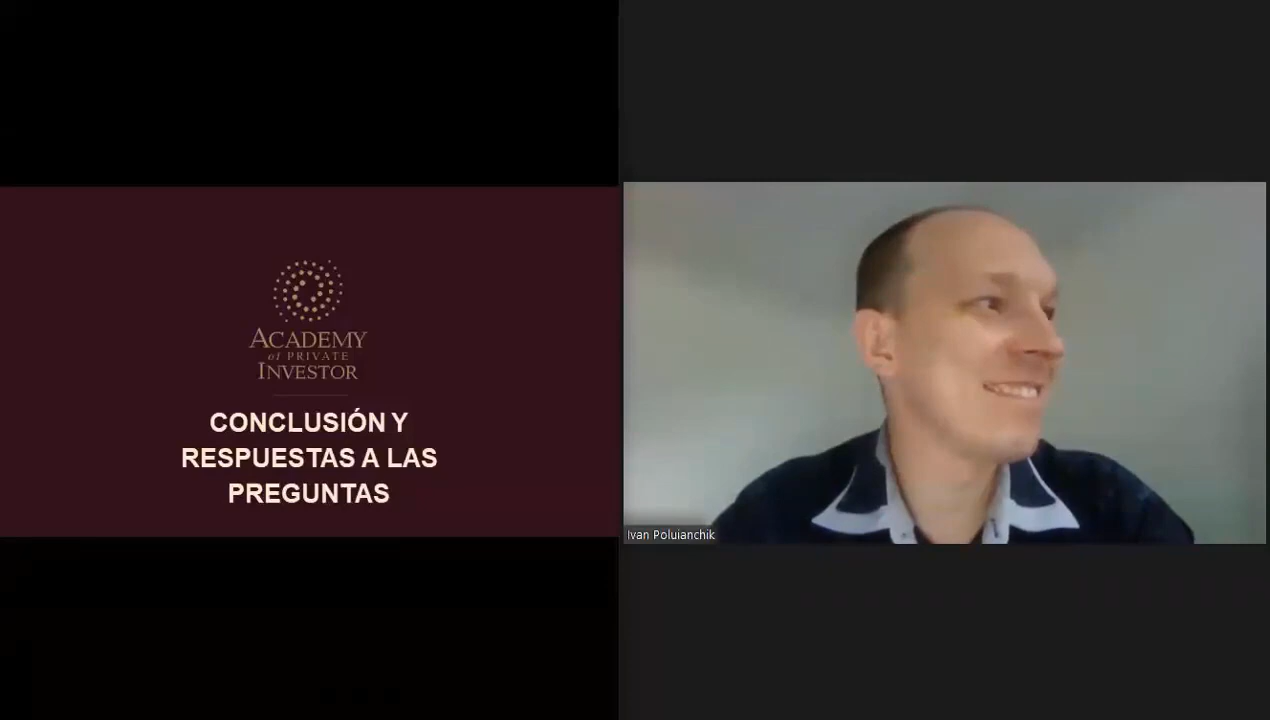 ACADEMY
of PRIVATE
INVESTOR
CONCLUSIÓN Y
RESPUESTAS A LAS
PREGUNTAS
Ivan Poluianchik